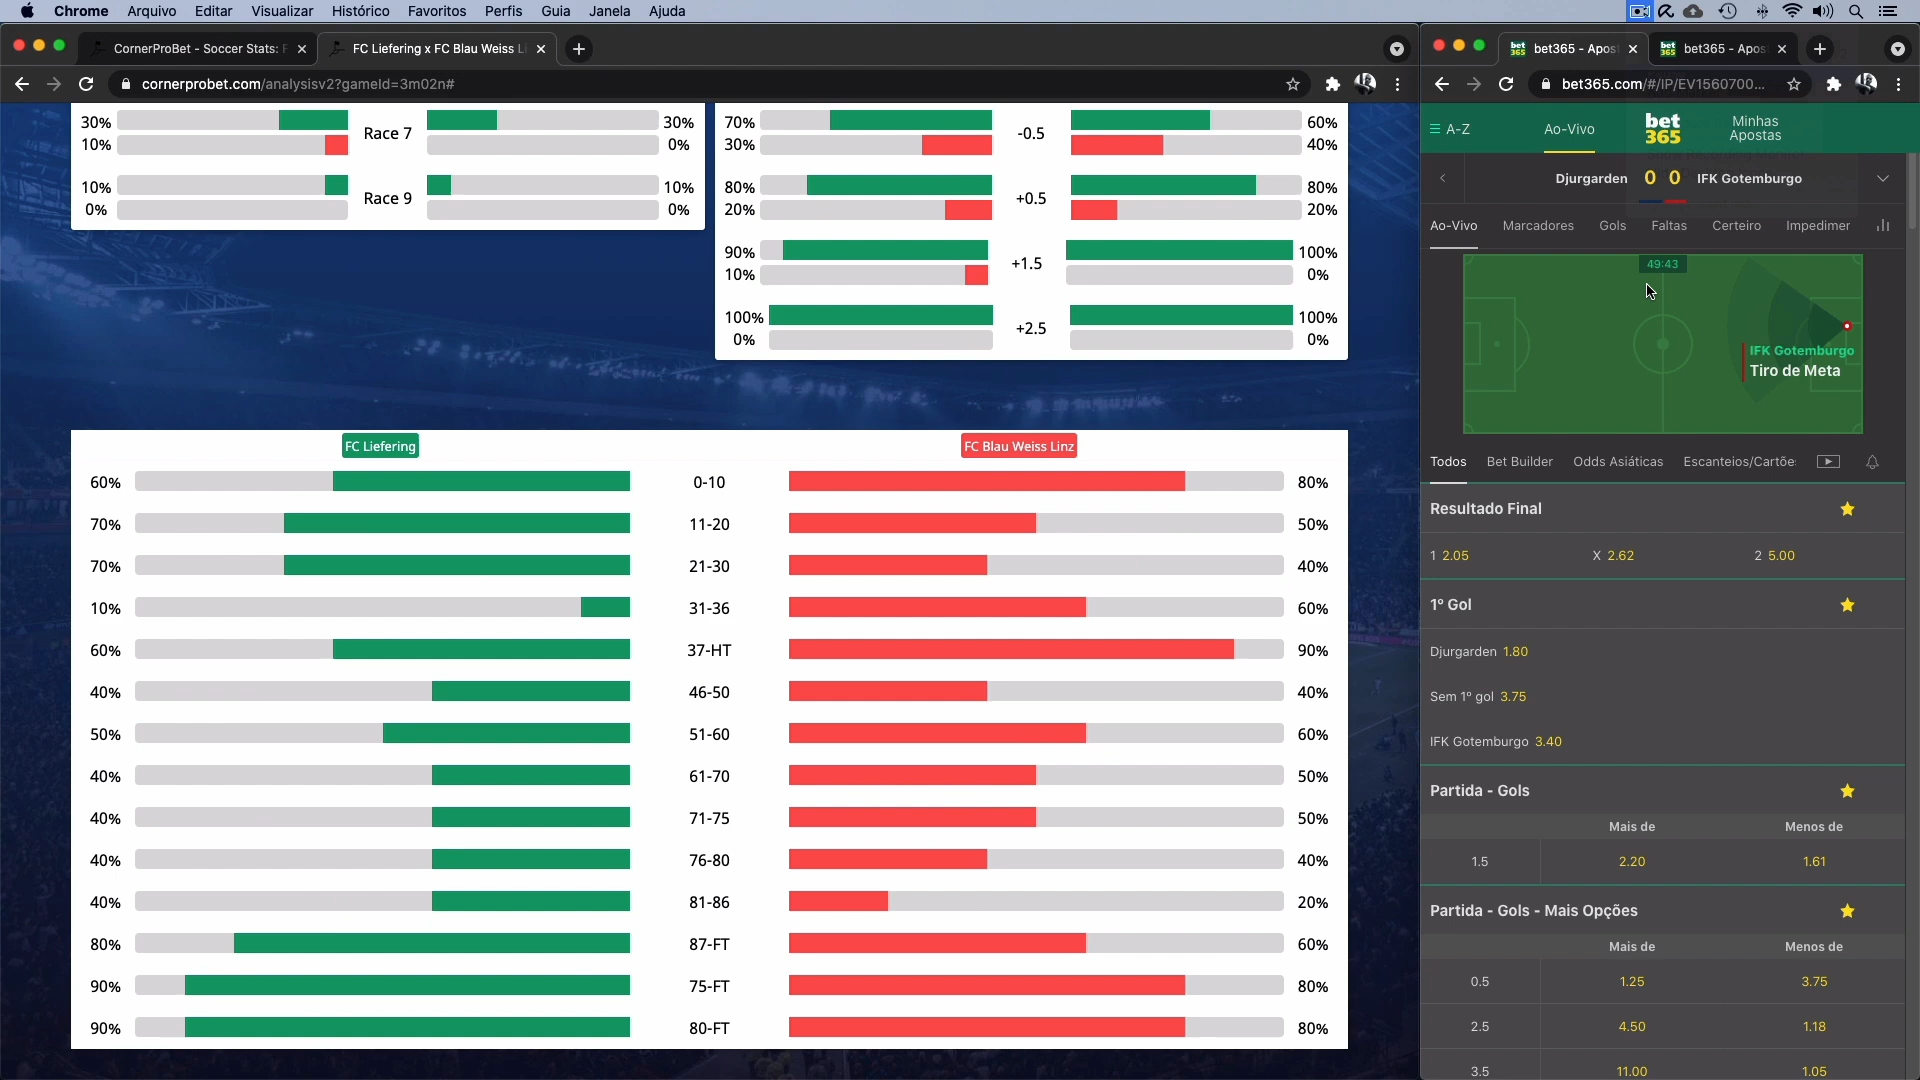 Chrome Arquivo Editar Visualizar Histórico Favoritos Perfis Guia Janela Ajuda
CornerProBet - Soccer Stats: F
FC Liefering x FC Blau Weiss Li
cornerprobet.com/analysisv2?gameId=3m02n#
30% Race 7 30%
10% 0%
10% Race 9 10%
0% 0%
70% -0.5 60%
30% 40%
80% +0.5 80%
20% 20%
90% +1.5 100%
10% 0%
100% +2.5 100%
0% 0%
FC Liefering FC Blau Weiss Linz
60% 0-10 80%
70% 11-20 50%
70% 21-30 40%
10% 31-36 60%
60% 37-HT 90%
40% 46-50 40%
50% 51-60 60%
40% 61-70 50%
40% 71-75 50%
40% 76-80 40%
40% 81-86 20%
80% 87-FT 60%
90% 75-FT 80%
90% 80-FT 80%
bet365 - Apos
bet365 - Apos
bet365.com/#/IP/EV1560700...
A-Z Ao-Vivo bet365 Minhas Apostas
Djurgarden 0 0 IFK Gotemburgo
Ao-Vivo Marcadores Gols Faltas Certeiro Impedimer
49:43
IFK Gotemburgo
Tiro de Meta
Todos Bet Builder Odds Asiáticas Escanteios/Cartõe
Resultado Final
1 2.05 X 2.62 2 5.00
1º Gol
Djurgarden 1.80
Sem 1º gol 3.75
IFK Gotemburgo 3.40
Partida - Gols
Mais de Menos de
1.5 2.20 1.61
Partida - Gols - Mais Opções
Mais de Menos de
0.5 1.25 3.75
2.5 4.50 1.18
3.5 11.00 1.05